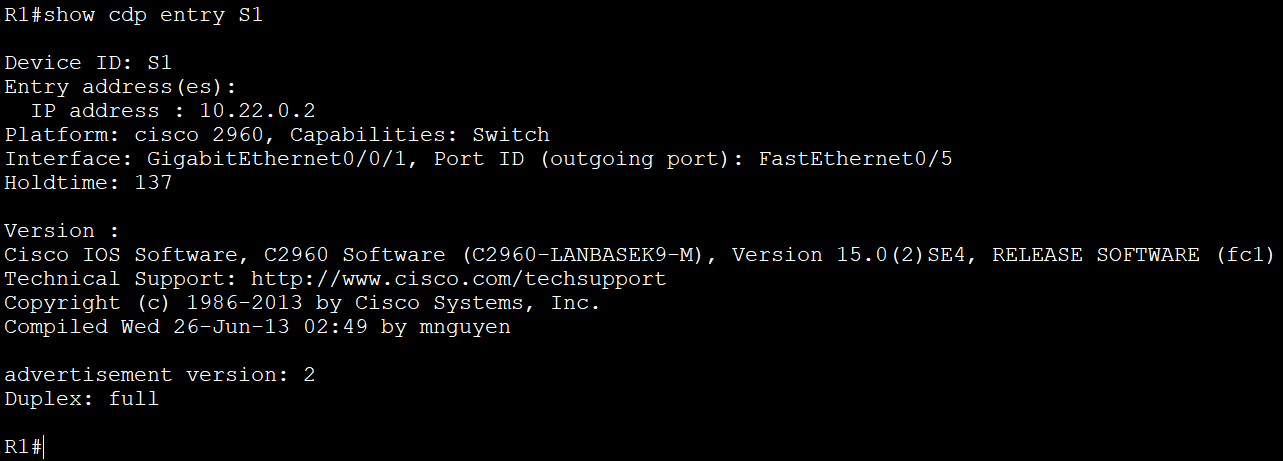 R1#show cdp entry S1
Device ID: S1
Entry address(es):
IP address : 10.22.0.2
Platform: cisco 2960, Capabilities: Switch
Interface: GigabitEthernet0/0/1, Port ID (outgoing port): FastEthernet0/5
Holdtime: 137
Version :
Cisco IOS Software, C2960 Software (C2960-LANBASEK9-M), Version 15.0(2)SE4, RELEASE SOFTWARE (fc1)
Technical Support: http://www.cisco.com/techsupport
Copyright (c) 1986-2013 by Cisco Systems, Inc.
Compiled Wed 26-Jun-13 02:49 by mnguyen
advertisement version: 2
Duplex: full
R1#